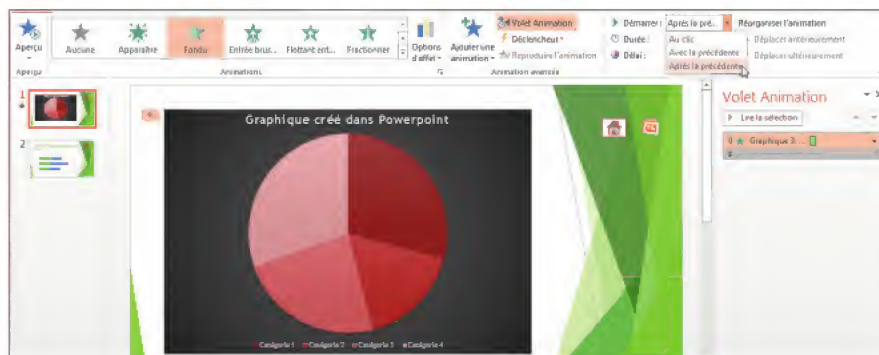 Aperçu
Aucune
Apparaître
Fondu
Entrée brus...
Flottant ent...
Fractionner
Options d'effet
Ajouter une animation
Volet Animation
Déclencheur
Reproduire l'animation
Démarrer: Après la pré...
Durée:
Délai:
Au clic
Avec la précédente
Après la précédente
Réorganiser l'animation
Déplacer antérieurement
Déplacer ultérieurement
Aperçu
Animations
Animation avancée
1
2
Graphique créé dans Powerpoint
Catégorie 1 Catégorie 2 Catégorie 3 Catégorie 4
Volet Animation
Lire la sélection
0 Graphique 3: ...